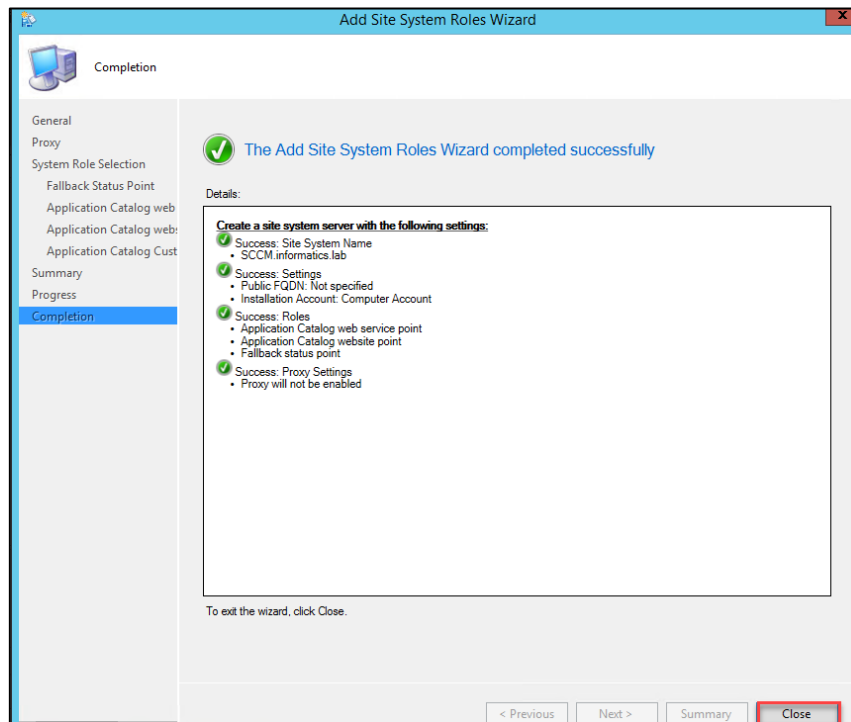 Add Site System Roles Wizard
X
Completion
General
Proxy
System Role Selection
Fallback Status Point
Application Catalog web
Application Catalog web
Application Catalog Cust
Summary
Progress
Completion
The Add Site System Roles Wizard completed successfully
Details:
Create a site system server with the following settings:
Success: Site System Name
• SCCM.informatics.lab
Success: Settings
• Public FQDN: Not specified
• Installation Account: Computer Account
Success: Roles
• Application Catalog web service point
• Application Catalog website point
• Fallback status point
Success: Proxy Settings
• Proxy will not be enabled
To exit the wizard, click Close.
< Previous Next > Summary Close